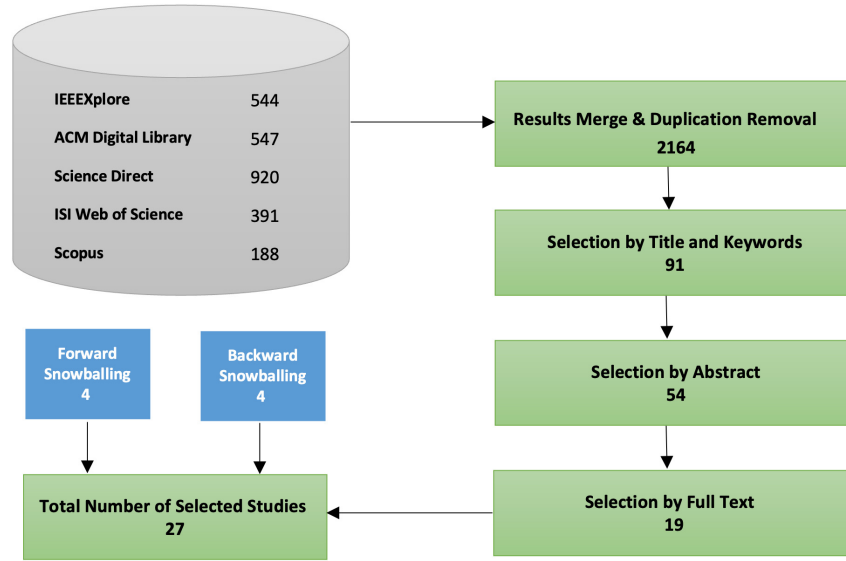 IEEEXplore 544
ACM Digital Library 547
Science Direct 920
ISI Web of Science 391
Scopus 188
Results Merge & Duplication Removal
2164
Selection by Title and Keywords
91
Selection by Abstract
54
Selection by Full Text
19
Forward
Snowballing
4
Backward
Snowballing
4
Total Number of Selected Studies
27